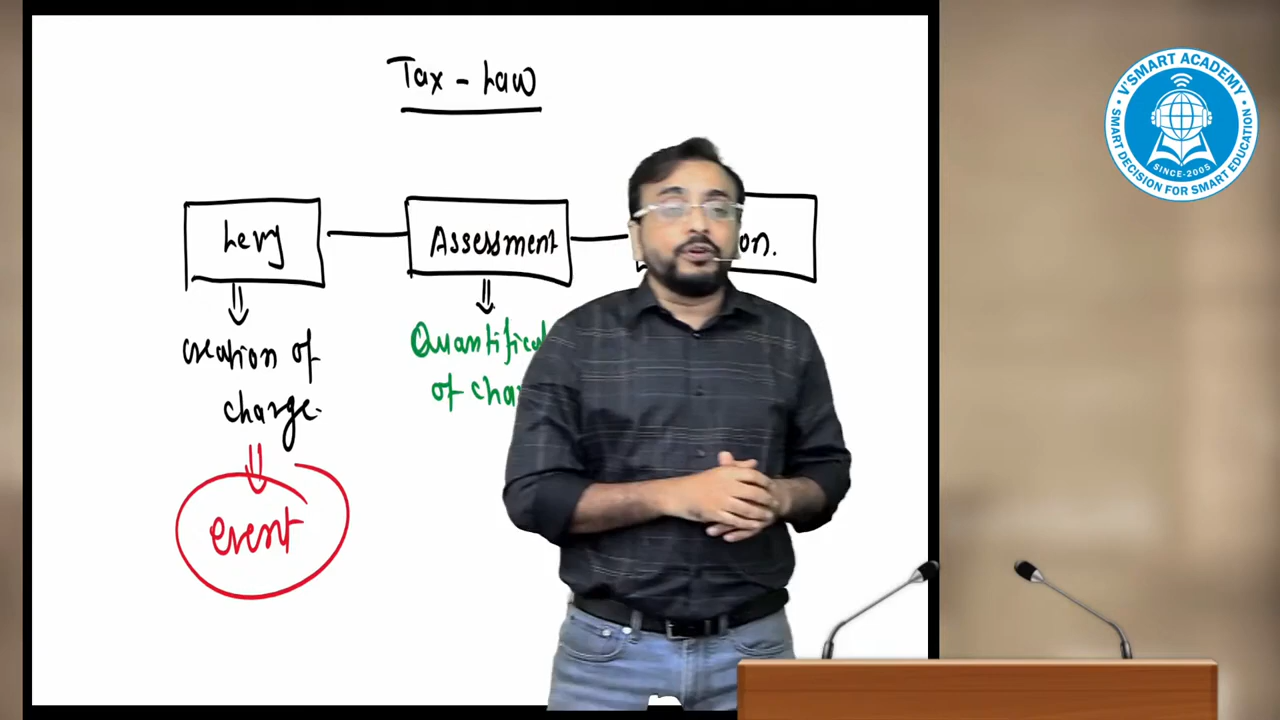 Tax - Law
Levy
Assessment
on.
creation of
charge.
event
Quantificat
of cha
V'SMART ACADEMY
SINCE-2005
SMART DECISION FOR SMART EDUCATION